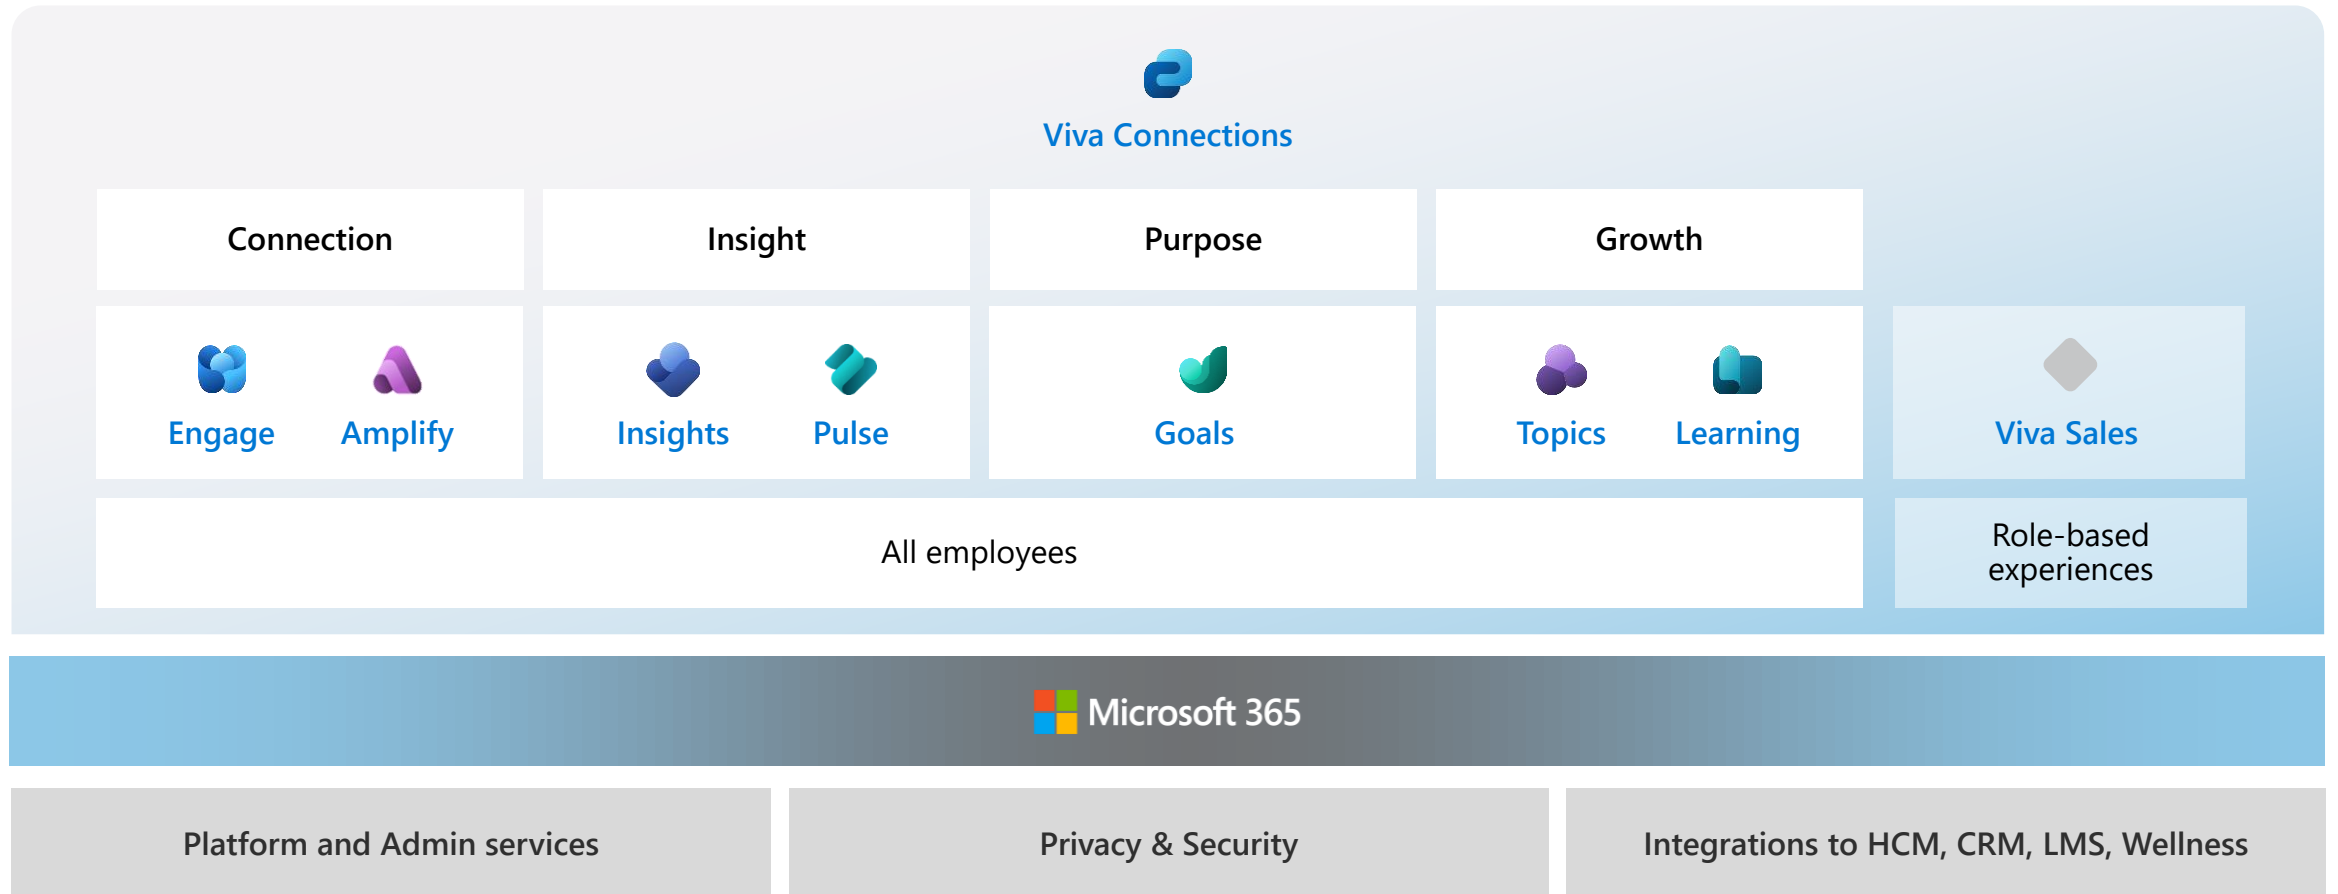 Viva Connections
Connection
Insight
Purpose
Growth
Engage
Amplify
Insights
Pulse
Goals
Topics
Learning
Viva Sales
All employees
Role-based
experiences
Microsoft 365
Platform and Admin services
Privacy & Security
Integrations to HCM, CRM, LMS, Wellness